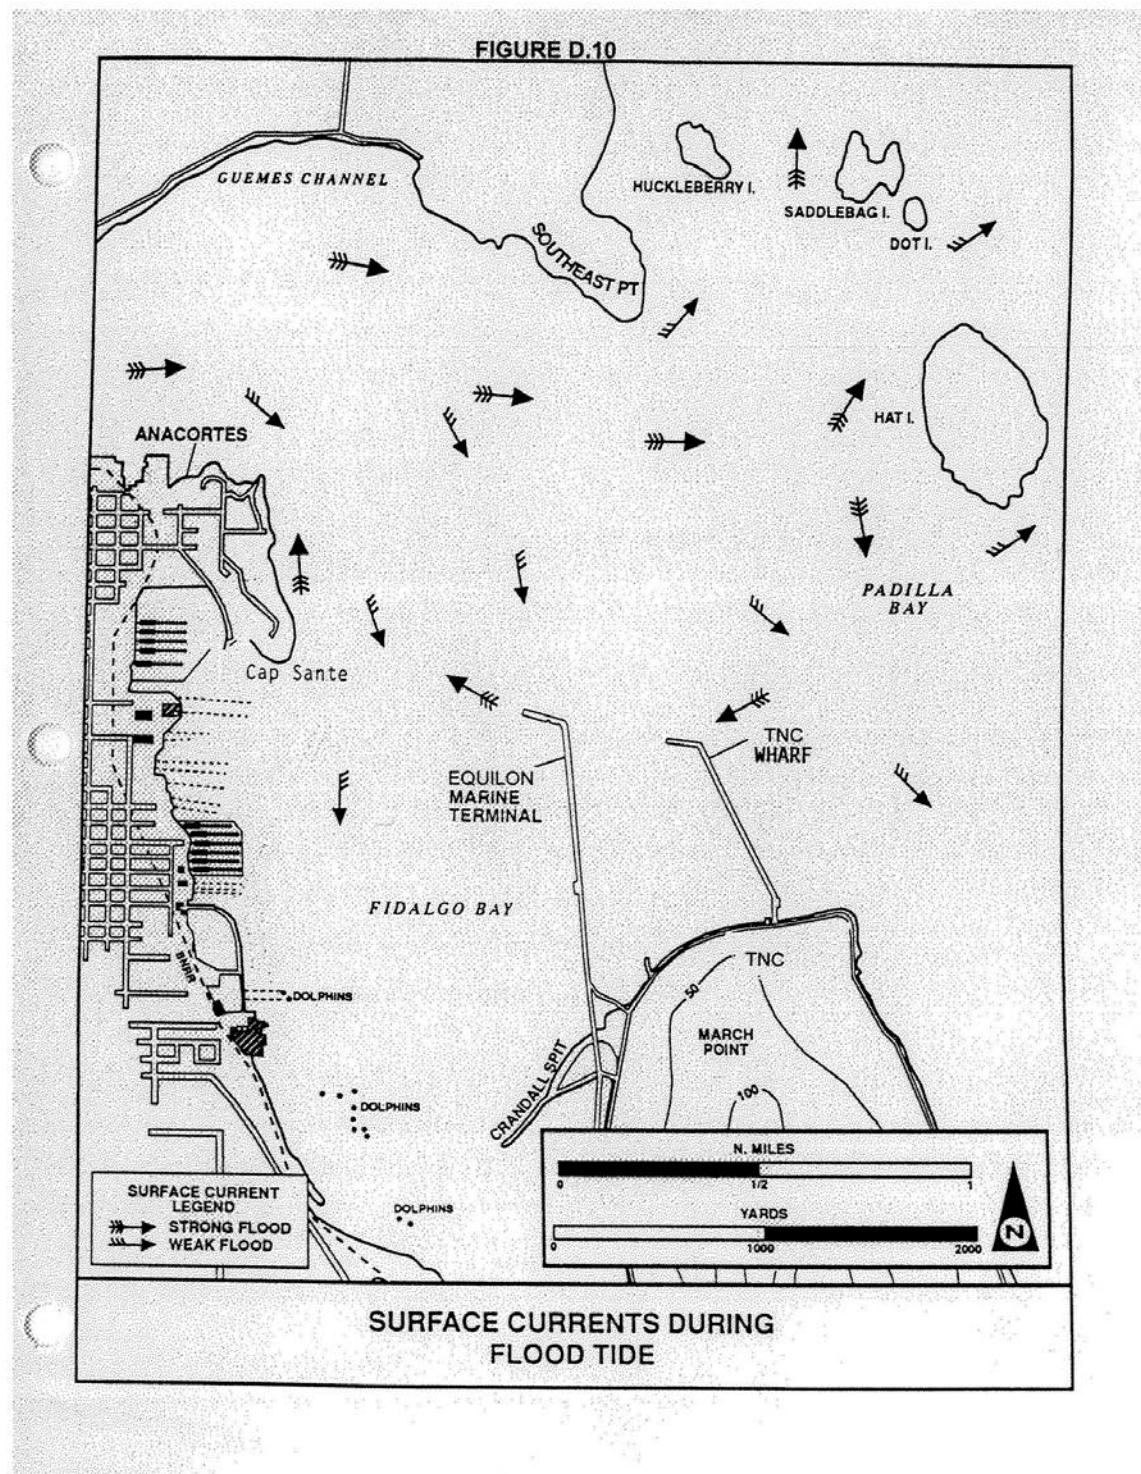 FIGURE D.10
GUEMES CHANNEL
HUCKLEBERRY I.
SADDLEBAG I.
DOT I.
SOUTHEAST PT
HAT I.
ANACORTES
PADILLA
BAY
Cap Sante
TNC
WHARF
EQUILON
MARINE
TERMINAL
FIDALGO BAY
BNRR
TNC
50
DOLPHINS
MARCH
POINT
CRANDALL SPIT
100
DOLPHINS
DOLPHINS
N. MILES
0 1/2 1
YARDS
0 1000 2000
N
SURFACE CURRENT
LEGEND
STRONG FLOOD
WEAK FLOOD
SURFACE CURRENTS DURING
FLOOD TIDE